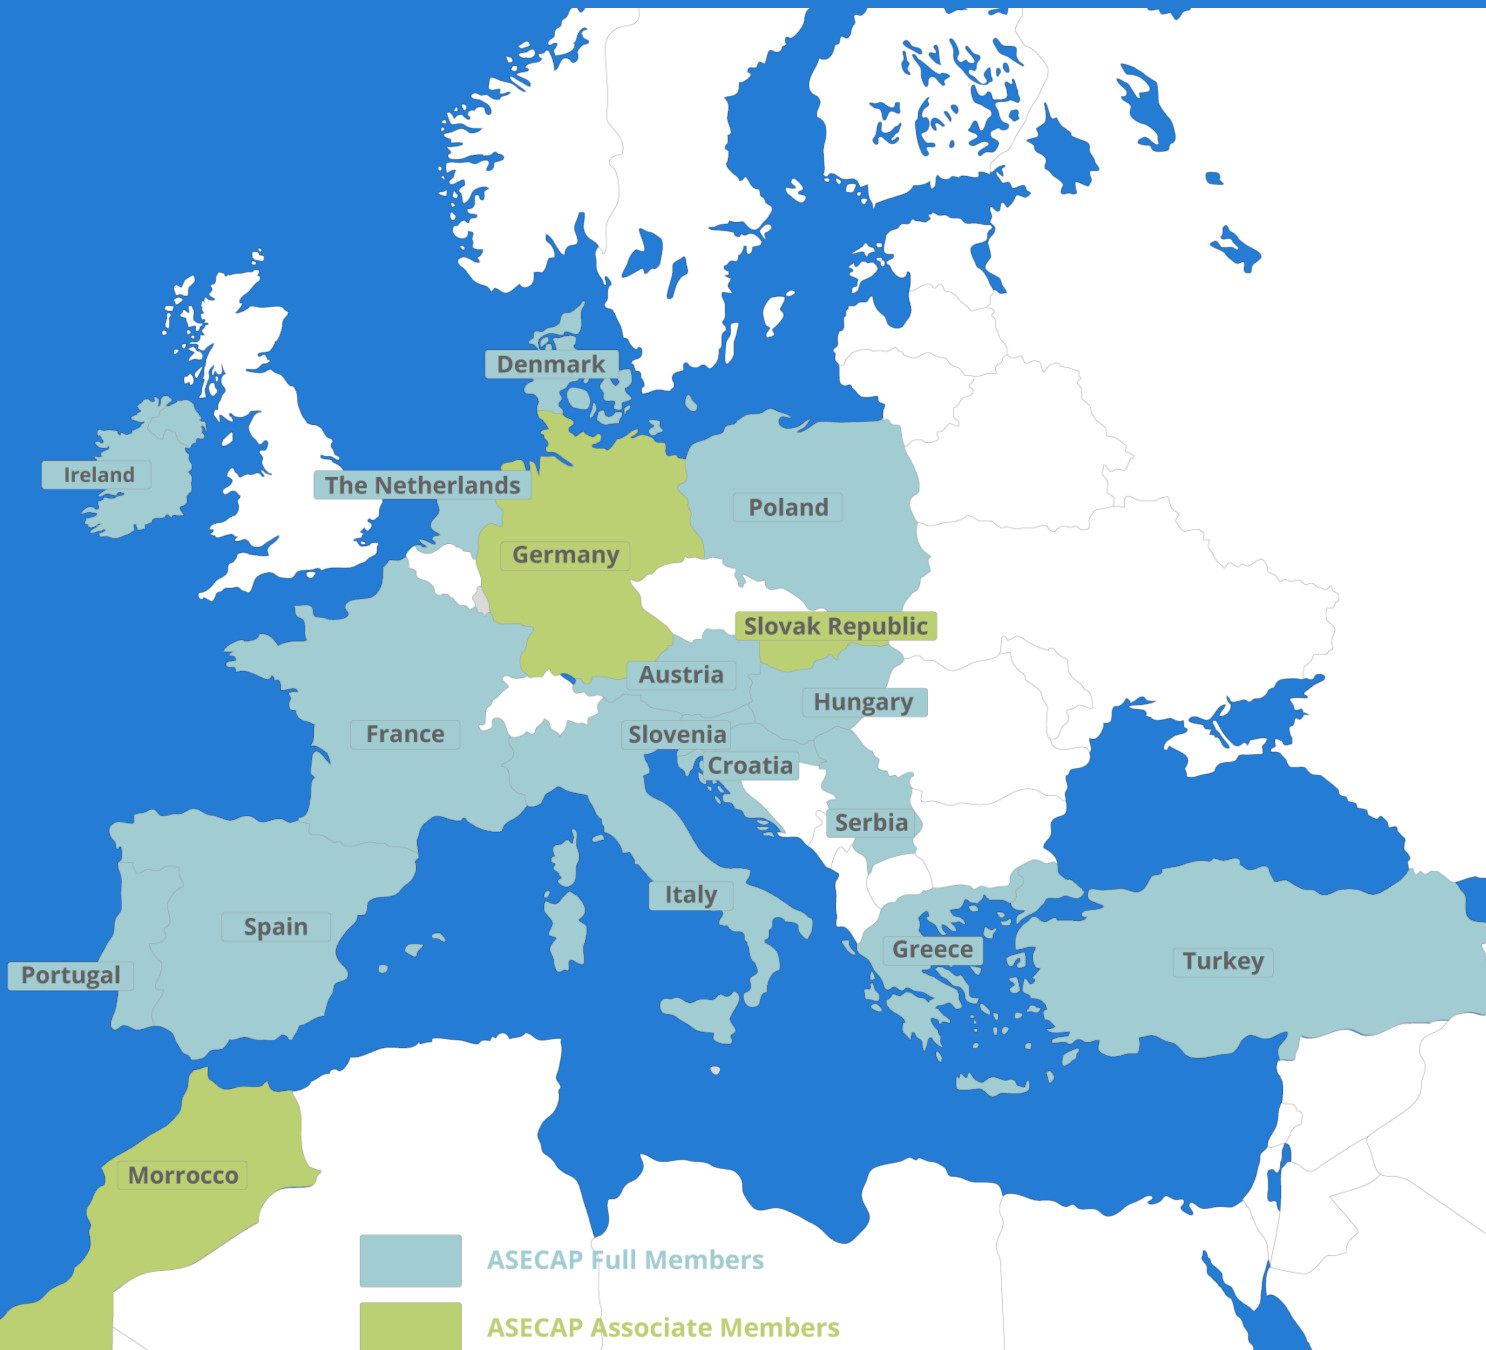 Denmark
Ireland
The Netherlands
Poland
Germany
Slovak Republic
Austria
Hungary
France
Slovenia
Croatia
Serbia
Italy
Spain
Greece
Turkey
Portugal
Morrocco
ASECAP Full Members
ASECAP Associate Members